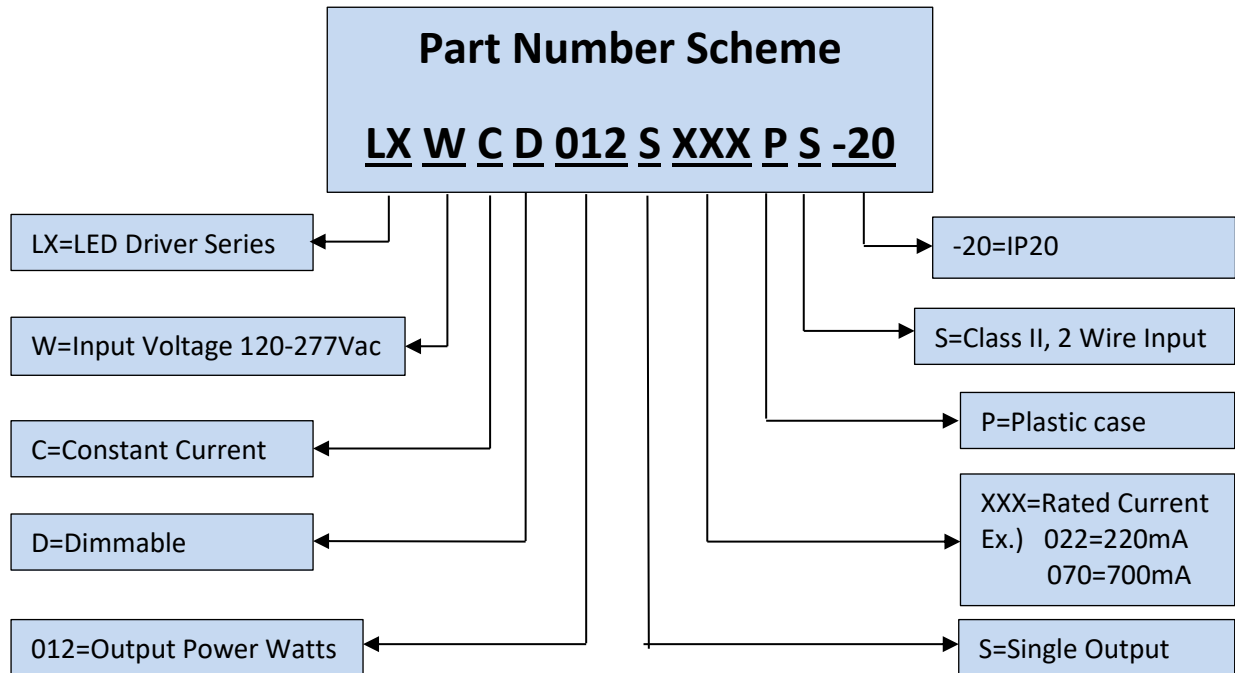 Part Number Scheme
LX W C D 012 S XXX P S -20
LX=LED Driver Series
W=Input Voltage 120-277Vac
C=Constant Current
D=Dimmable
012=Output Power Watts
-20=IP20
S=Class II, 2 Wire Input
P=Plastic case
XXX=Rated Current
Ex.) 022=220mA
070=700mA
S=Single Output